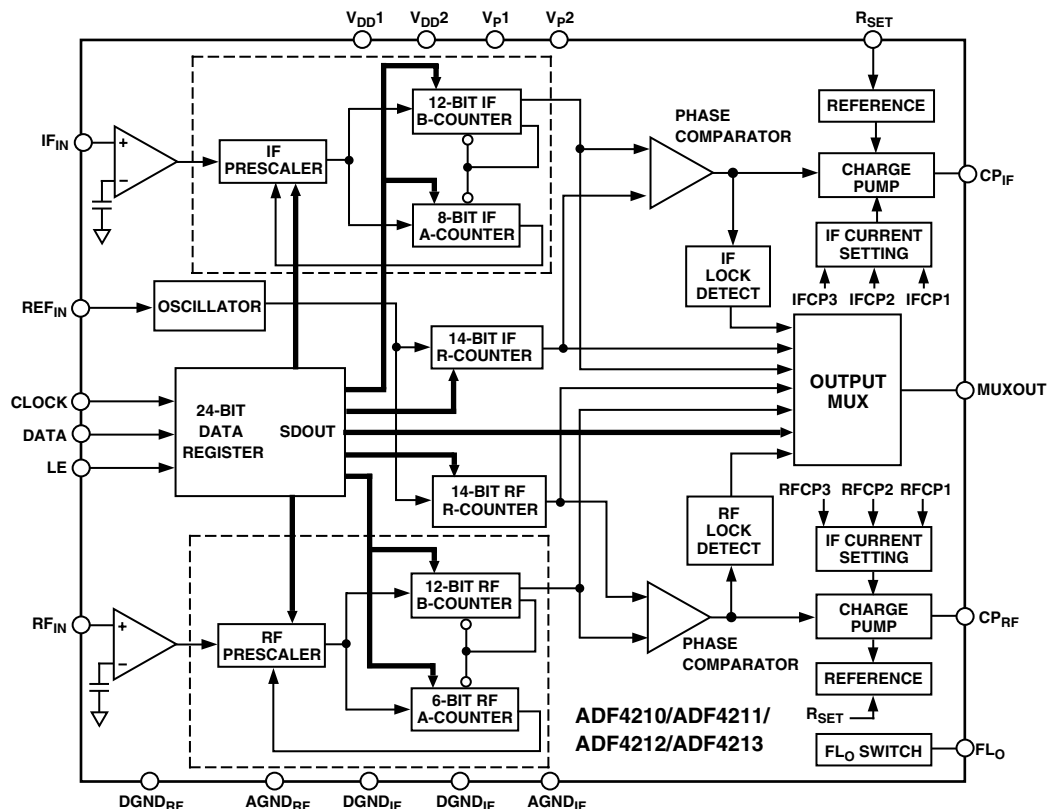 VDD1 VDD2 VP1 VP2 RSET
12-BIT IF
B-COUNTER
PHASE
COMPARATOR
REFERENCE
IFIN
+
−
IF
PRESCALER
CHARGE
PUMP
CPIF
8-BIT IF
A-COUNTER
IF CURRENT
SETTING
IF
LOCK
DETECT
IFCP3 IFCP2 IFCP1
REFIN
OSCILLATOR
14-BIT IF
R-COUNTER
OUTPUT
MUX
MUXOUT
CLOCK
DATA
LE
24-BIT
DATA
REGISTER
SDOUT
14-BIT RF
R-COUNTER
RF
LOCK
DETECT
RFCP3 RFCP2 RFCP1
IF CURRENT
SETTING
12-BIT RF
B-COUNTER
RFIN
+
−
RF
PRESCALER
CHARGE
PUMP
CPRF
PHASE
COMPARATOR
6-BIT RF
A-COUNTER
REFERENCE
RSET
ADF4210/ADF4211/
ADF4212/ADF4213
FLO SWITCH
FLO
DGNDRF AGNDRF DGNDIF DGNDIF AGNDIF